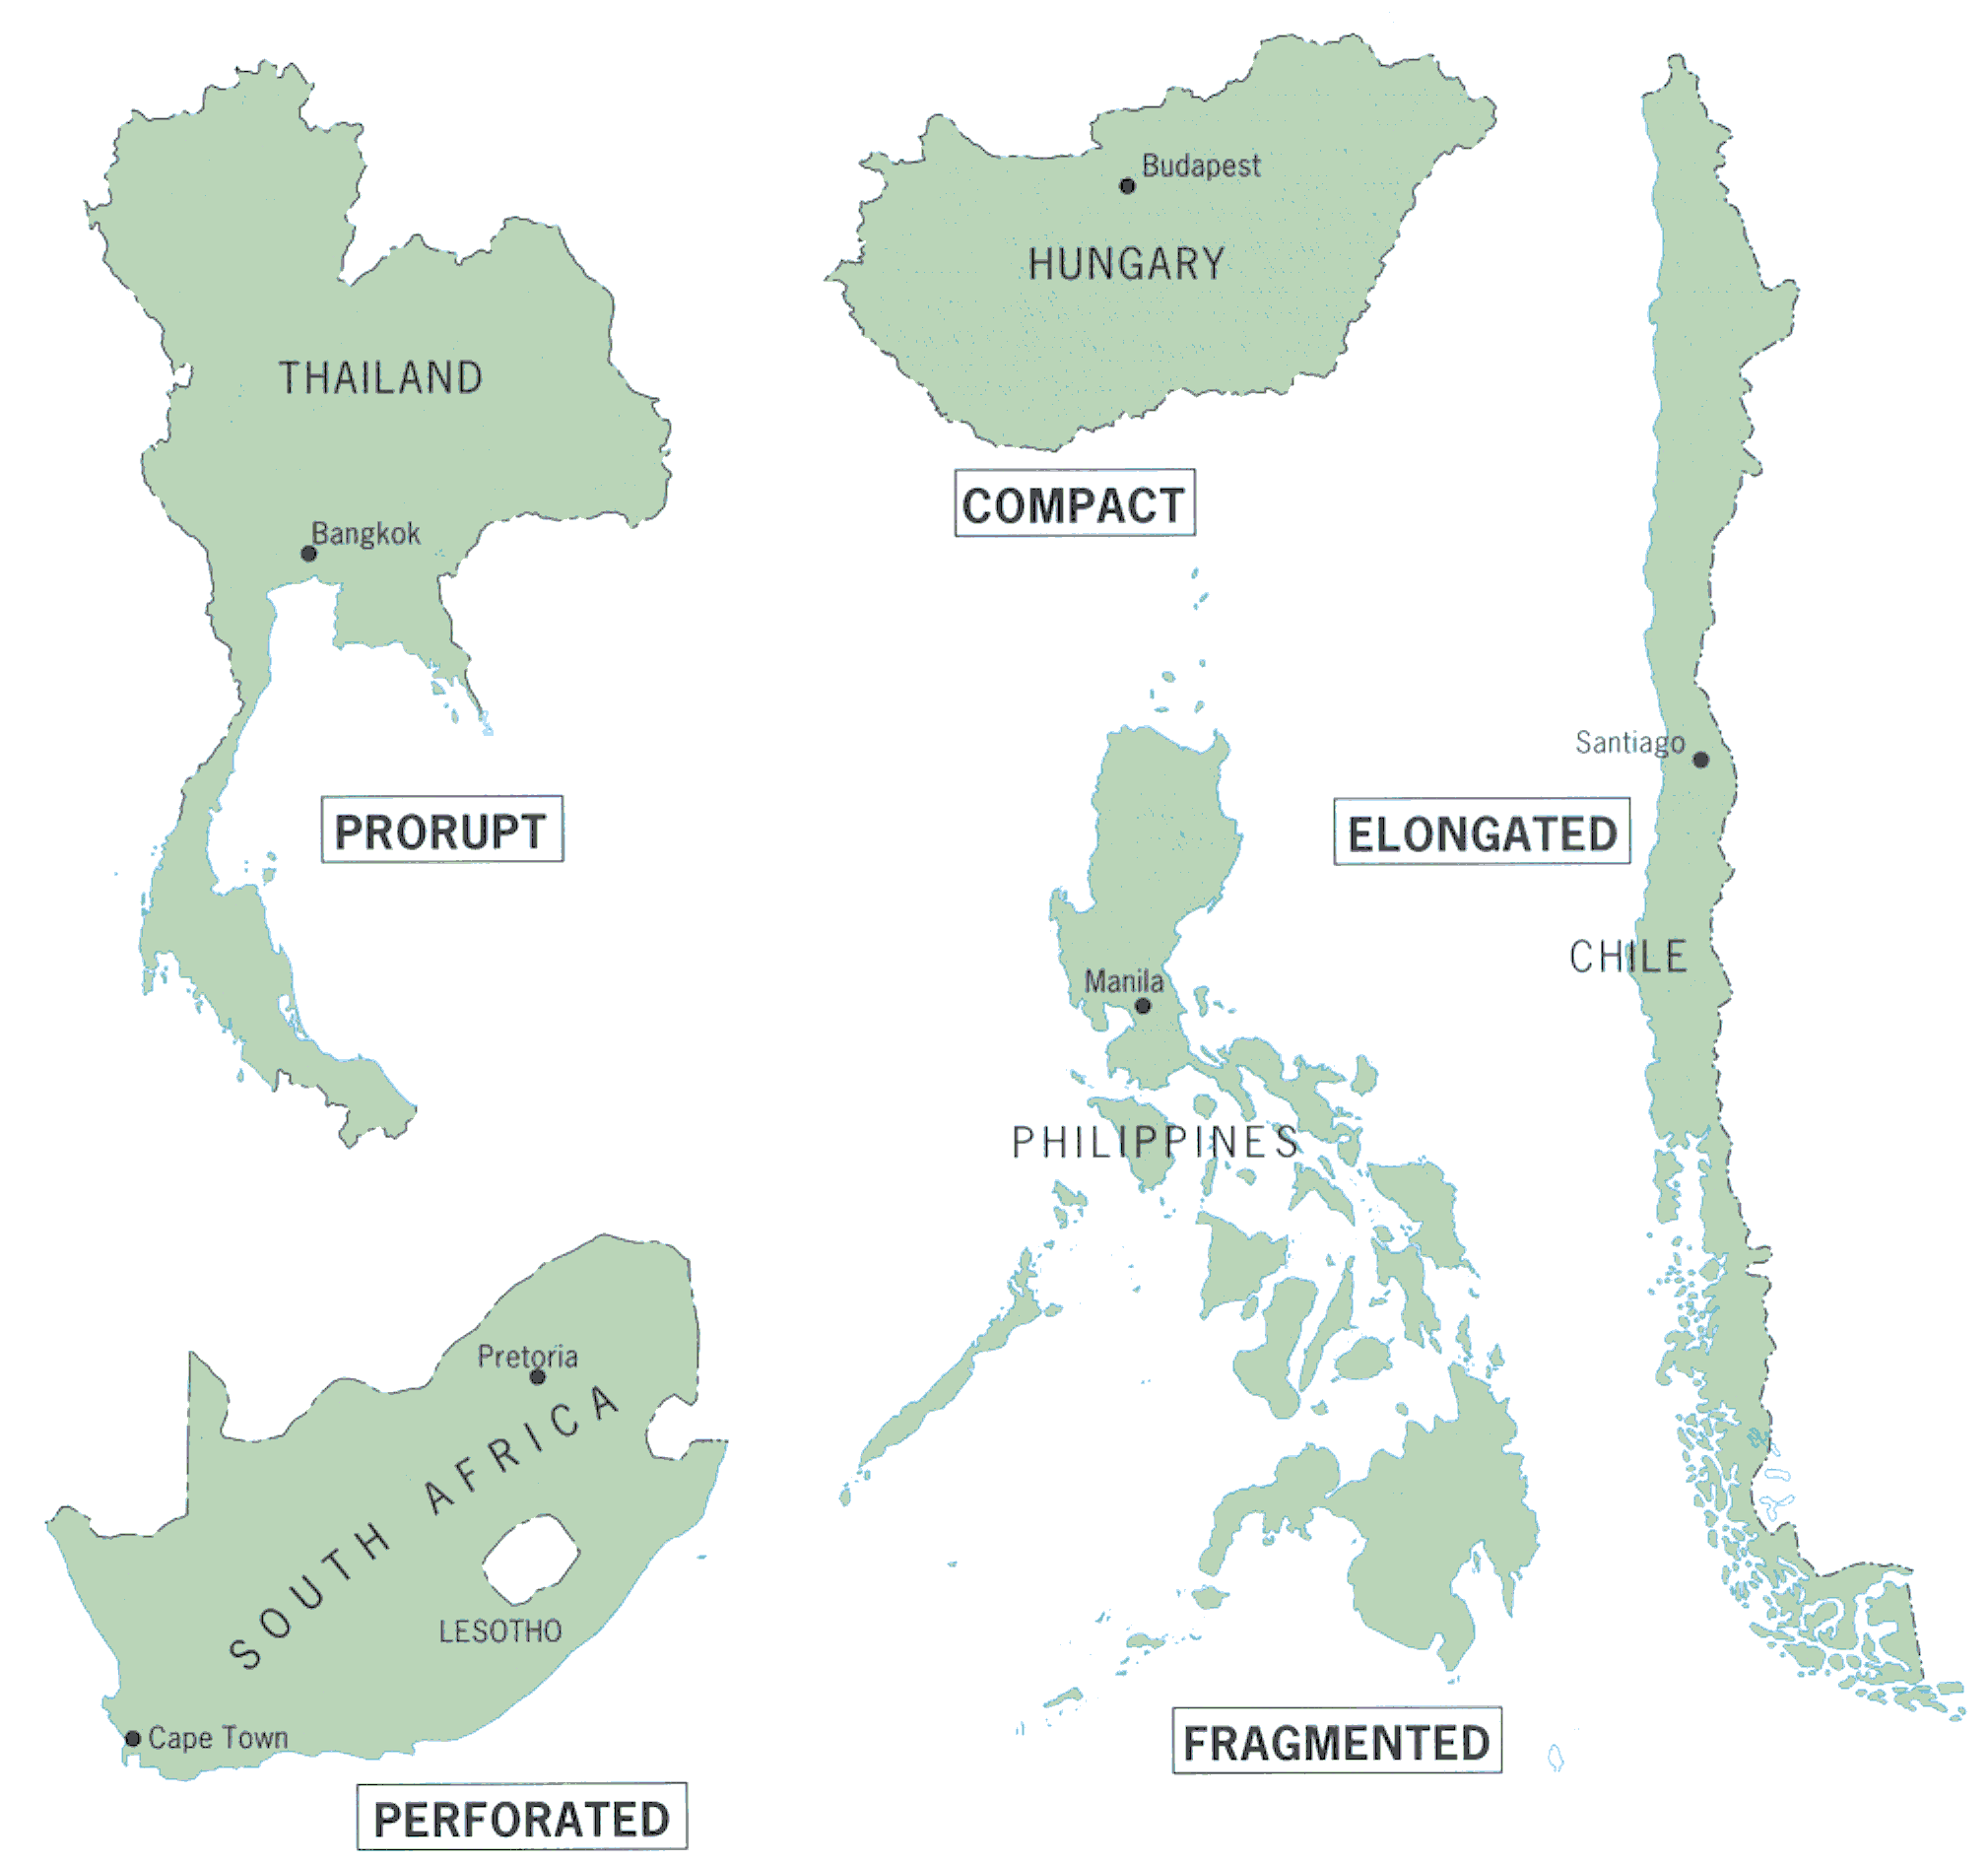 THAILAND
Bangkok
PRORUPT
Budapest
HUNGARY
COMPACT
Santiago
ELONGATED
CHILE
Manila
PHILIPPINES
FRAGMENTED
Pretoria
SOUTH AFRICA
LESOTHO
Cape Town
PERFORATED